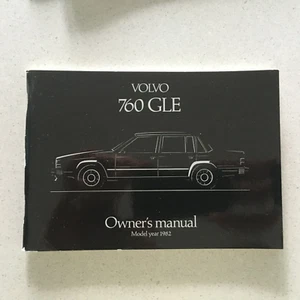 VOLVO
760 GLE
Owner's manual
Model year 1982